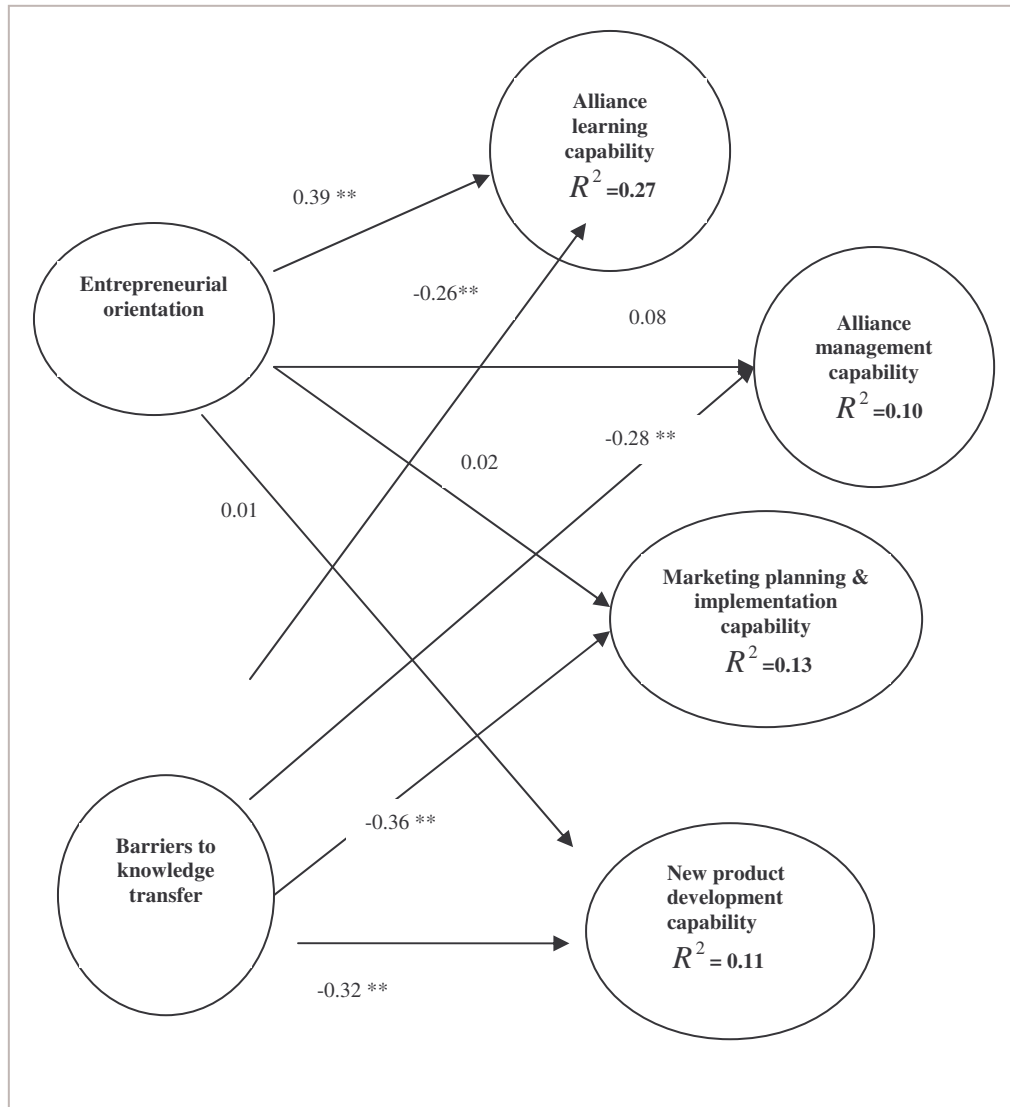 Alliance
learning
capability
R² =0.27
0.39 **
Entrepreneurial
orientation
-0.26**
0.08
Alliance
management
capability
R² =0.10
-0.28 **
0.02
0.01
Marketing planning &
implementation
capability
R² =0.13
-0.36 **
Barriers to
knowledge
transfer
New product
development
capability
R² = 0.11
-0.32 **